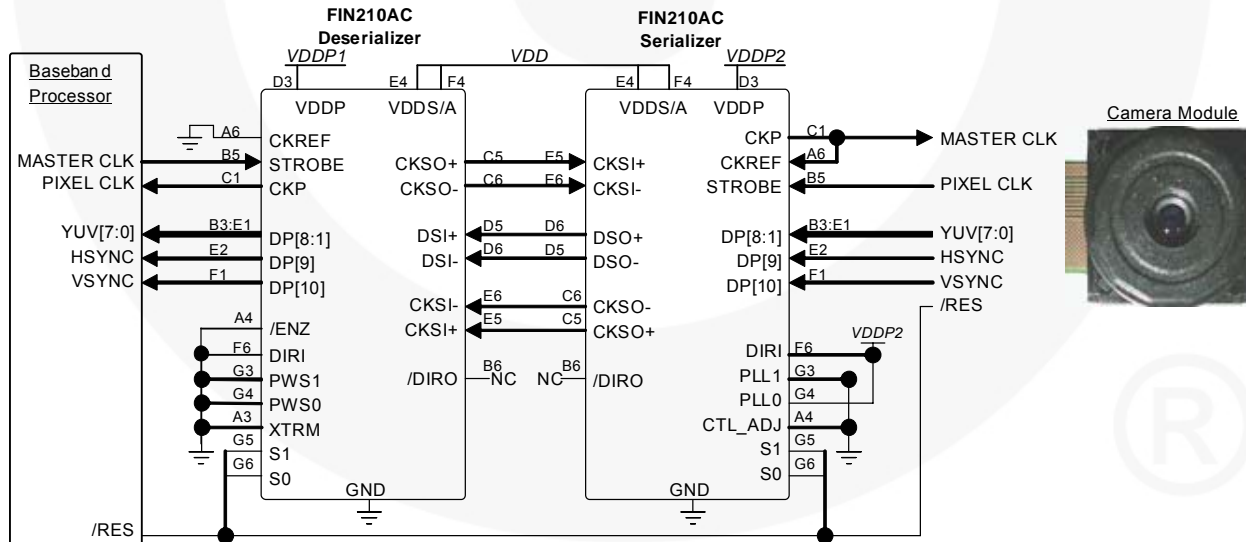 FIN210AC
Deserializer
FIN210AC
Serializer
VDDP1
VDD
VDDP2
D3
E4
F4
E4
F4
D3
Baseband
Processor
VDDP
VDDS/A
VDDS/A
VDDP
Camera Module
A6
CKREF
CKP
C1
MASTER CLK
MASTER CLK
B5
STROBE
CKSO+
C5
E5
CKSI+
CKREF
A6
PIXEL CLK
C1
CKP
CKSO-
C6
E6
CKSI-
STROBE
B5
PIXEL CLK
YUV[7:0]
B3:E1
DP[8:1]
DSI+
D5
D6
DSO+
DP[8:1]
B3:E1
YUV[7:0]
HSYNC
E2
DP[9]
DSI-
D6
D5
DSO-
DP[9]
E2
HSYNC
VSYNC
F1
DP[10]
DP[10]
F1
VSYNC
CKSI-
E6
C6
CKSO-
/RES
CKSI+
E5
C5
CKSO+
A4
/ENZ
VDDP2
F6
DIRI
DIRI
F6
/DIRO
B6
NC
NC
B6
/DIRO
G3
PWS1
PLL1
G3
G4
PWS0
PLL0
G4
A3
XTRM
CTL_ADJ
A4
G5
S1
S1
G5
G6
S0
S0
G6
GND
GND
/RES
®